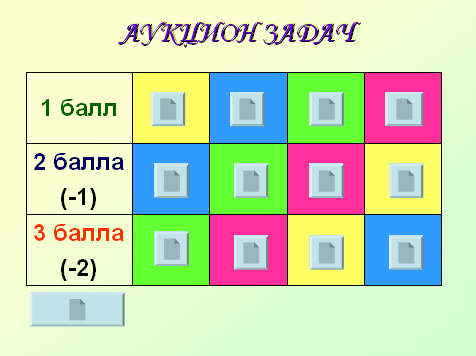 АУКЦИОН ЗАДАЧ
1 балл
2 балла
(-1)
3 балла
(-2)